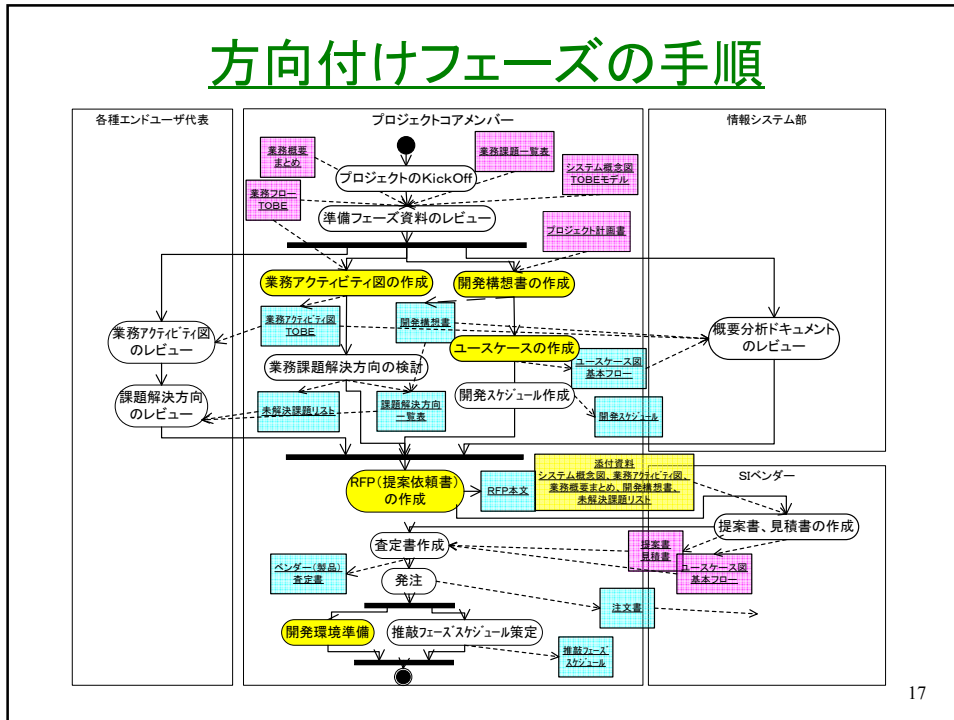 方向付けフェーズの手順
各種エンドユーザ代表
プロジェクトコアメンバー
情報システム部
業務概要
まとめ
業務課題一覧表
システム概念図
TOBEモデル
プロジェクトのKickOff
業務フロー
TOBE
準備フェーズ資料のレビュー
プロジェクト計画書
業務アクティビティ図の作成
開発構想書の作成
業務ｱｸﾃｨﾋﾞﾃｨ図
TOBE
開発構想書
業務ｱｸﾃｨﾋﾞﾃｨ図
のレビュー
概要分析ドキュメント
のレビュー
ユースケースの作成
業務課題解決方向の検討
ユースケース図
基本フロー
課題解決方向
のレビュー
未解決課題リスト
課題解決方向
一覧表
開発ｽｹｼﾞｭｰﾙ作成
開発ｽｹｼﾞｭｰﾙ
RFP（提案依頼書）
の作成
RFP本文
添付資料
システム概念図、業務アクティビティ図、
業務概要まとめ、開発構想書、
未解決課題リスト
SIベンダー
提案書、見積書の作成
査定書作成
提案書
見積書
ユースケース図
基本フロー
ベンダー（製品）
査定書
発注
注文書
開発環境準備
推敲ﾌｪｰｽﾞｽｹｼﾞｭｰﾙ策定
推敲ﾌｪｰｽﾞ
ｽｹｼﾞｭｰﾙ
17